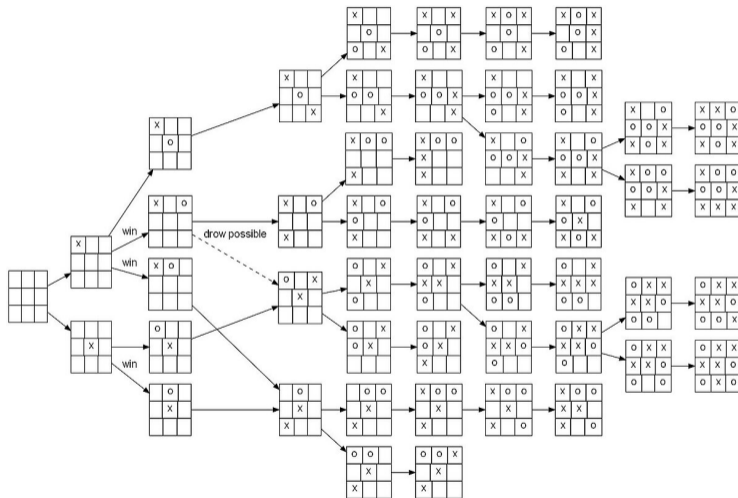 x x x o x o x
o o o o x
o x o x x o x x o x
x x x x x x o x
o o o o o x o o x o o x
x x x x o x x o x
x o x x o
o o o x o o x
x o x x o x
x x o o x o o x o x o
o x o o x o o x
x x x o x x o x
x o o x x o
o o x o o x
x o x x x x
x o x o x o x o x o x o
win drow possible o o o x
x x x o x x o x
x
win x o o x o x o x o x o x
x o x x x x x x x
o o o o
o x x o x x
x x o x x o
o x x o
o o x o x o x o x x
x x o x o x x o x x o
x o o
o x x o x x
x x o x x o
win o o o x x o
o o o o x o o x o o x o o
x x x x x x x
x x x x o x o
o o o o x
x x
x x